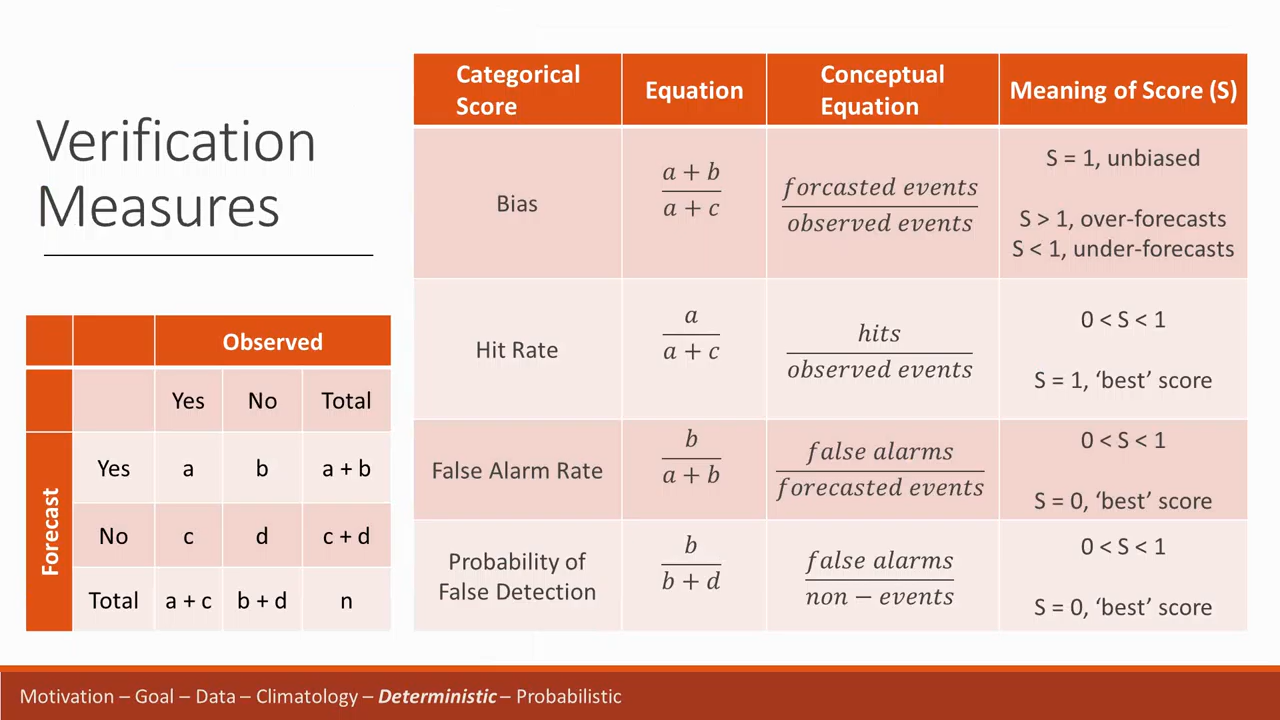 Verification
Measures
Observed
Yes No Total
Forecast
Yes a b a + b
No c d c + d
Total a + c b + d n
Categorical
Score
Equation
Conceptual
Equation
Meaning of Score (S)
Bias
a + b
a + c
forcasted events
observed events
S = 1, unbiased
S > 1, over-forecasts
S < 1, under-forecasts
Hit Rate
a
a + c
hits
observed events
0 < S < 1
S = 1, ‘best’ score
False Alarm Rate
b
a + b
false alarms
forecasted events
0 < S < 1
S = 0, ‘best’ score
Probability of
False Detection
b
b + d
false alarms
non − events
0 < S < 1
S = 0, ‘best’ score
Motivation – Goal – Data – Climatology – Deterministic – Probabilistic